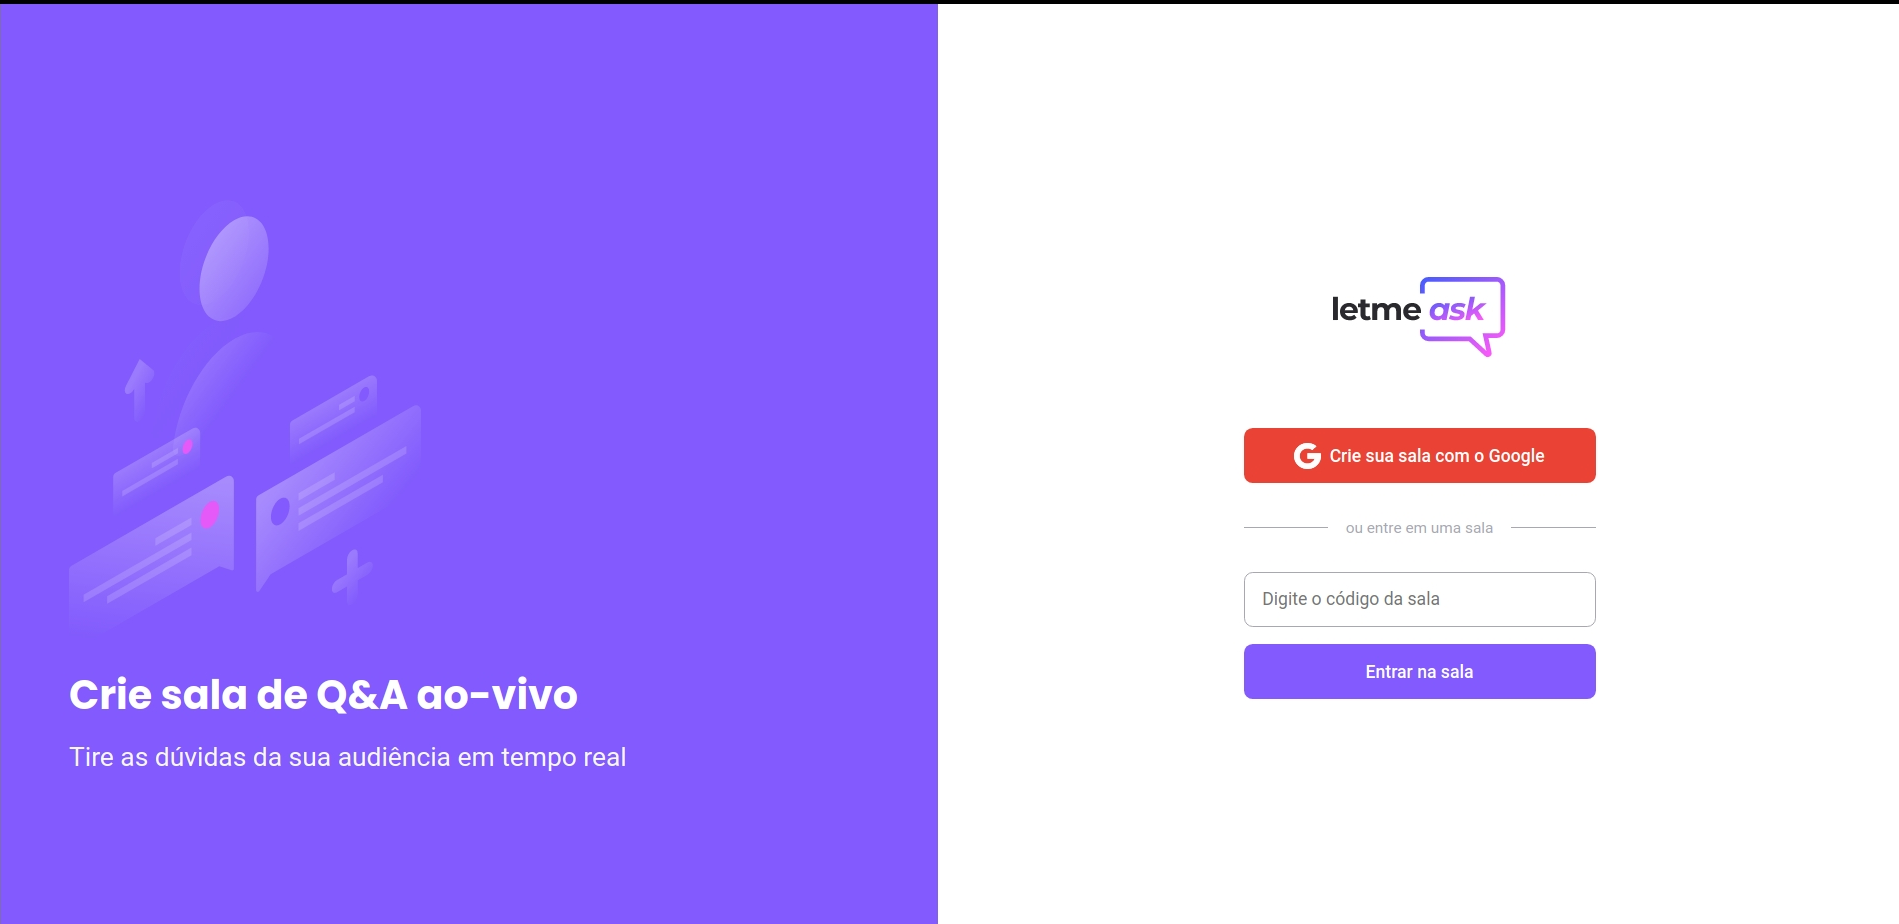 Crie sala de Q&A ao-vivo
Tire as dúvidas da sua audiência em tempo real
letme ask
Crie sua sala com o Google
ou entre em uma sala
Digite o código da sala
Entrar na sala